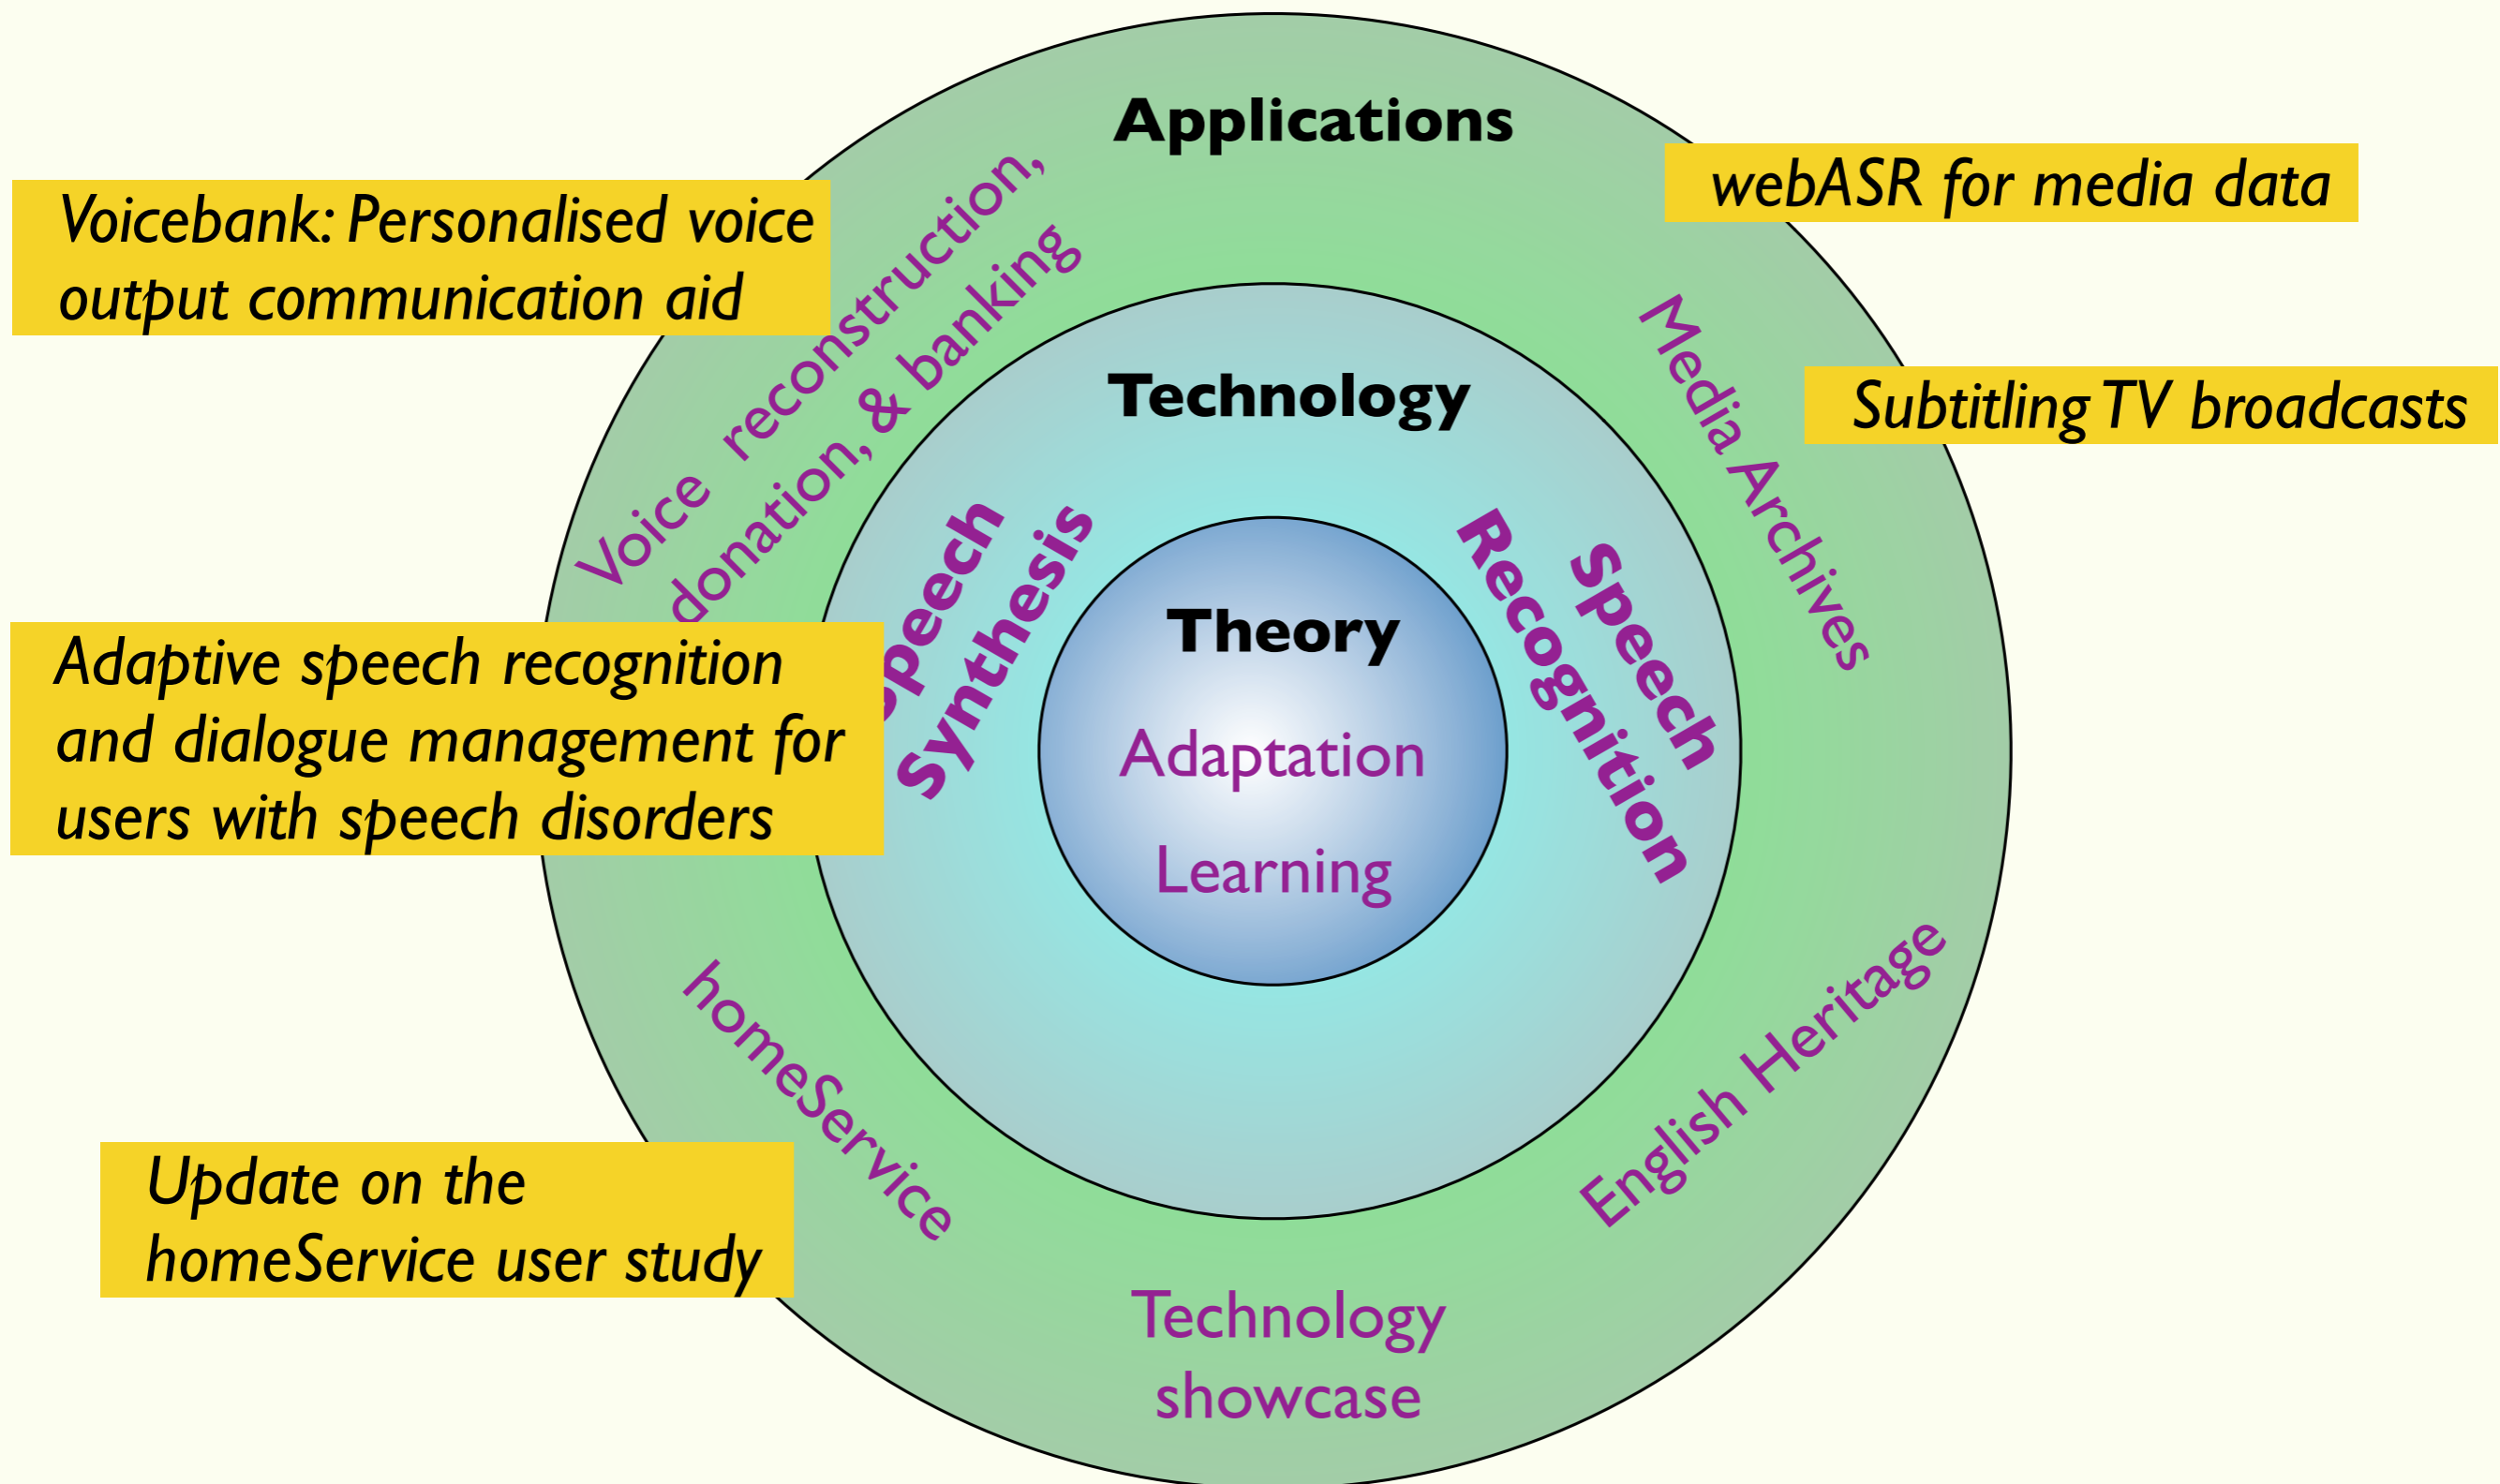 Applications
Voicebank: Personalised voice
output communication aid
webASR for media data
Voice reconstruction,
donation, & banking
Media Archives
Subtitling TV broadcasts
Technology
Speech
Synthesis
Speech
Recognition
Theory
Adaptation
Learning
Adaptive speech recognition
and dialogue management for
users with speech disorders
homeService
English Heritage
Update on the
homeService user study
Technology
showcase